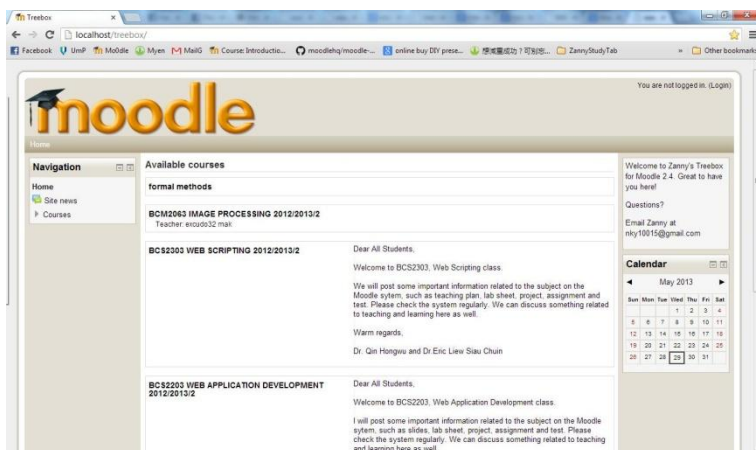 Treebox
localhost/treebox/
Facebook
UmP
Mo0dle
Myen
MailG
Course: Introductio...
moodlehq/moodle-...
online buy DIY prese...
ZannyStudyTab
»
Other bookmarks
You are not logged in. (Login)
moodle
Home
Navigation
Home
Site news
Courses
Available courses
formal methods
BCM2063 IMAGE PROCESSING 2012/2013/2
Teacher: excudo32 mak
BCS2303 WEB SCRIPTING 2012/2013/2
Dear All Students,
Welcome to BCS2303, Web Scripting class.
We will post some important information related to the subject on the
Moodle sytem, such as teaching plan, lab sheet, project, assignment and
test. Please check the system regularly. We can discuss something related
to teaching and learning here as well.
Warm regards,
Dr. Qin Hongwu and Dr.Eric Liew Siau Chuin
BCS2203 WEB APPLICATION DEVELOPMENT
2012/2013/2
Dear All Students,
Welcome to BCS2203, Web Application Development class.
I will post some important information related to the subject on the Moodle
sytem, such as slides, lab sheet, project, assignment and test. Please
check the system regularly. We can discuss something related to teaching
and learning here as well.
Welcome to Zanny's Treebox
for Moodle 2.4. Great to have
you here!
Questions?
Email Zanny at
nky10015@gmail.com
Calendar
May 2013
Sun Mon Tue Wed Thu Fri Sat
1 2 3 4
5 6 7 8 9 10 11
12 13 14 15 16 17 18
19 20 21 22 23 24 25
26 27 28 29 30 31